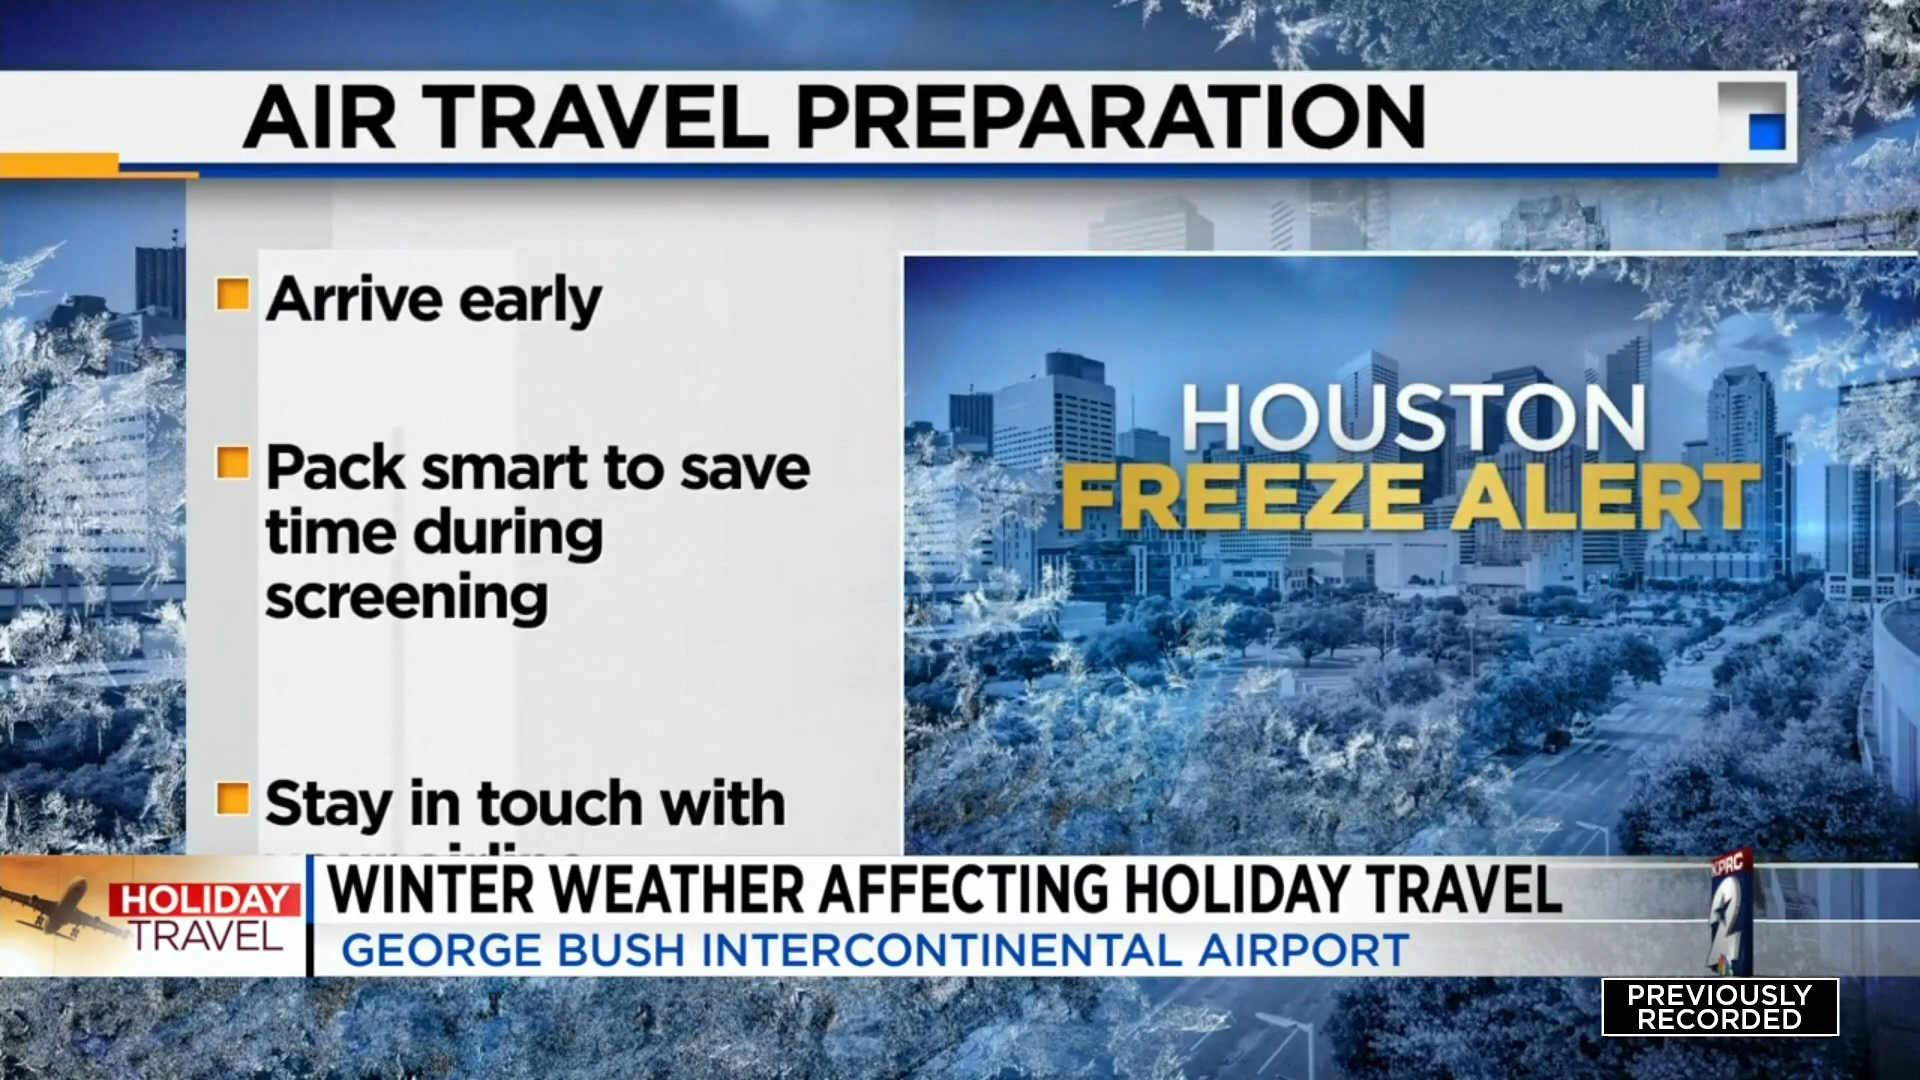 AIR TRAVEL PREPARATION
Arrive early
Pack smart to save
time during
screening
Stay in touch with
HOUSTON
FREEZE ALERT
HOLIDAY
TRAVEL
WINTER WEATHER AFFECTING HOLIDAY TRAVEL
GEORGE BUSH INTERCONTINENTAL AIRPORT
KPRC
2
PREVIOUSLY
RECORDED